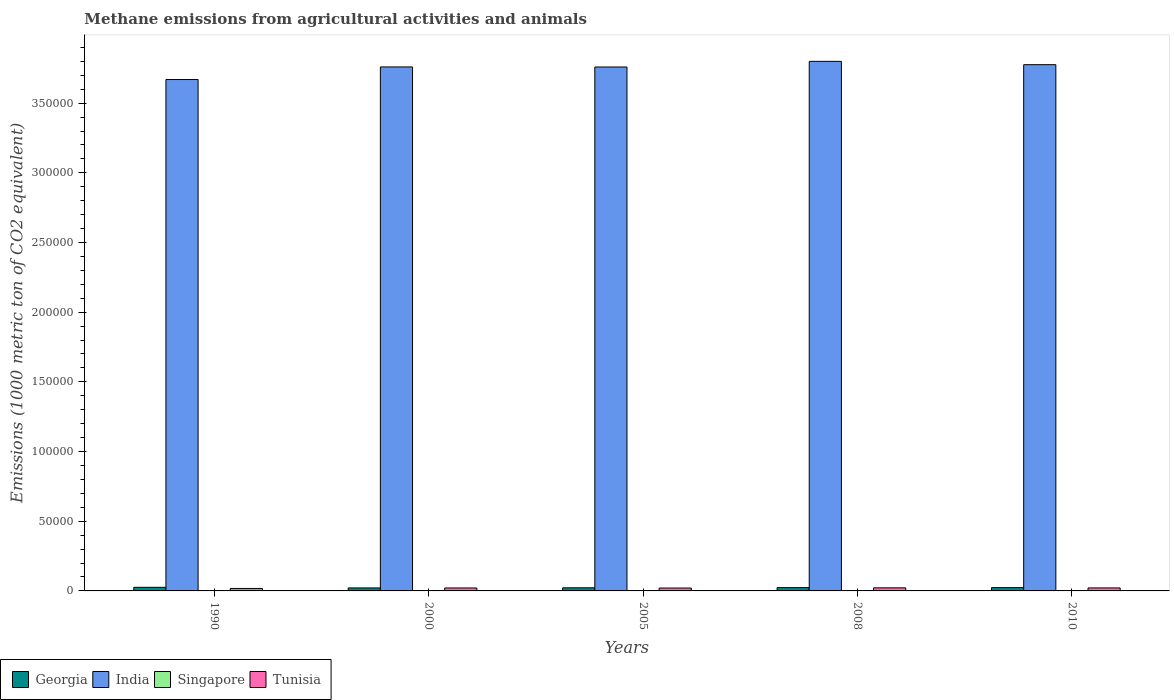 Methane emissions from agricultural activities and animals
Emissions (1000 metric ton of CO2 equivalent)
350000
300000
250000
200000
150000
100000
50000
0
1990
2000
2005
2008
2010
Years
Georgia
India
Singapore
Tunisia